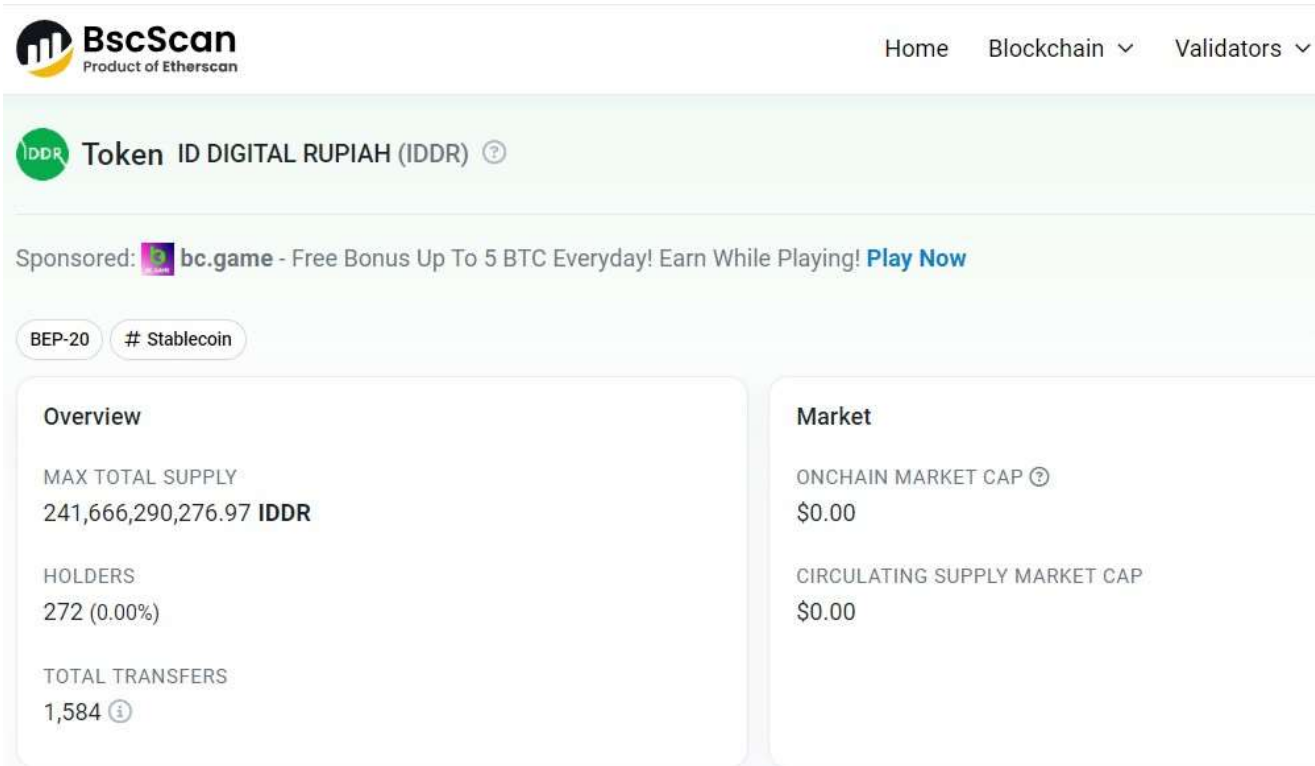 BscScan
Product of Etherscan
Home Blockchain Validators
IDDR Token ID DIGITAL RUPIAH (IDDR)
Sponsored: bc.game - Free Bonus Up To 5 BTC Everyday! Earn While Playing! Play Now
BEP-20 # Stablecoin
Overview
MAX TOTAL SUPPLY
241,666,290,276.97 IDDR
HOLDERS
272 (0.00%)
TOTAL TRANSFERS
1,584
Market
ONCHAIN MARKET CAP
$0.00
CIRCULATING SUPPLY MARKET CAP
$0.00